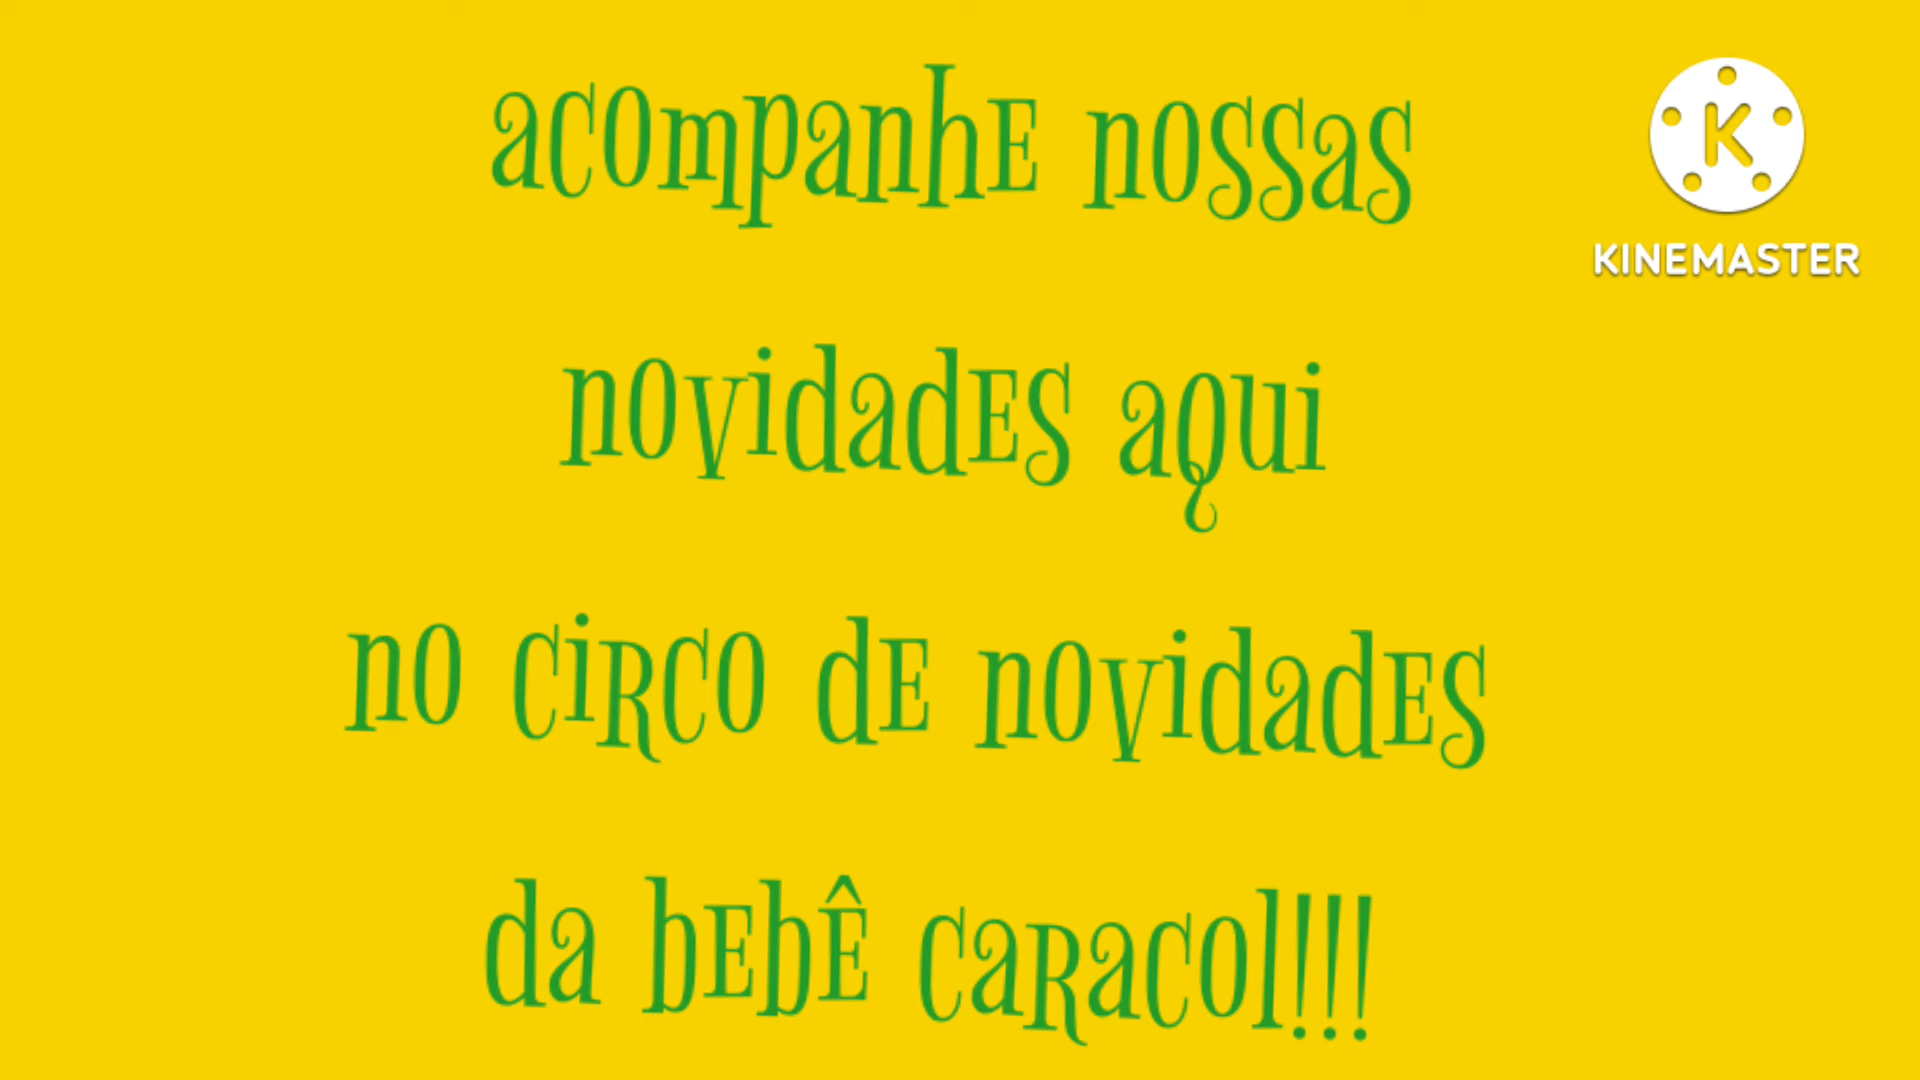 acompanhe nossas
K
KINEMASTER
novidades aqui
no circo de novidades
da bebê caracol!!!